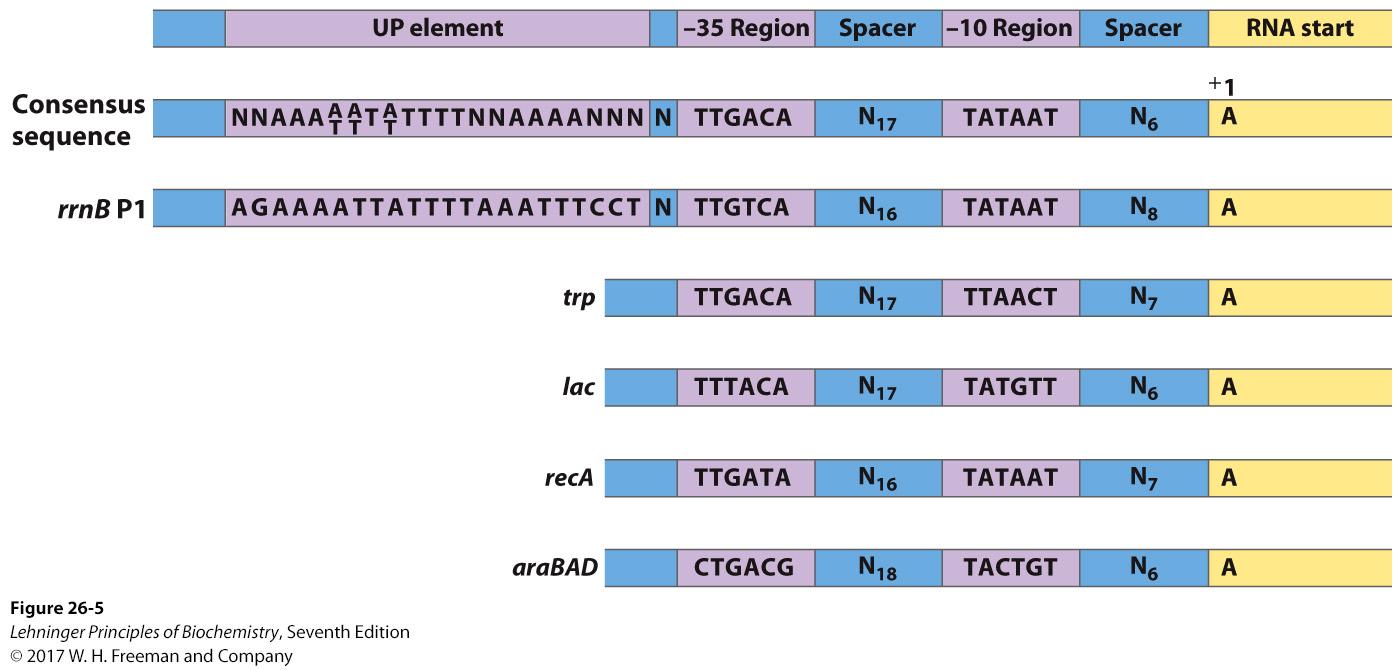 UP element –35 Region Spacer –10 Region Spacer RNA start
+1
Consensus sequence NNAAAAATATTTTNNAAAANNN N TTGACA N17 TATAAT N6 A
TT T
rrnB P1 AGAAAATTATTTTAAATTTCCT N TTGTCA N16 TATAAT N8 A
trp TTGACA N17 TTAACT N7 A
lac TTTACA N17 TATGTT N6 A
recA TTGATA N16 TATAAT N7 A
araBAD CTGACG N18 TACTGT N6 A
Figure 26-5
Lehninger Principles of Biochemistry, Seventh Edition
© 2017 W. H. Freeman and Company